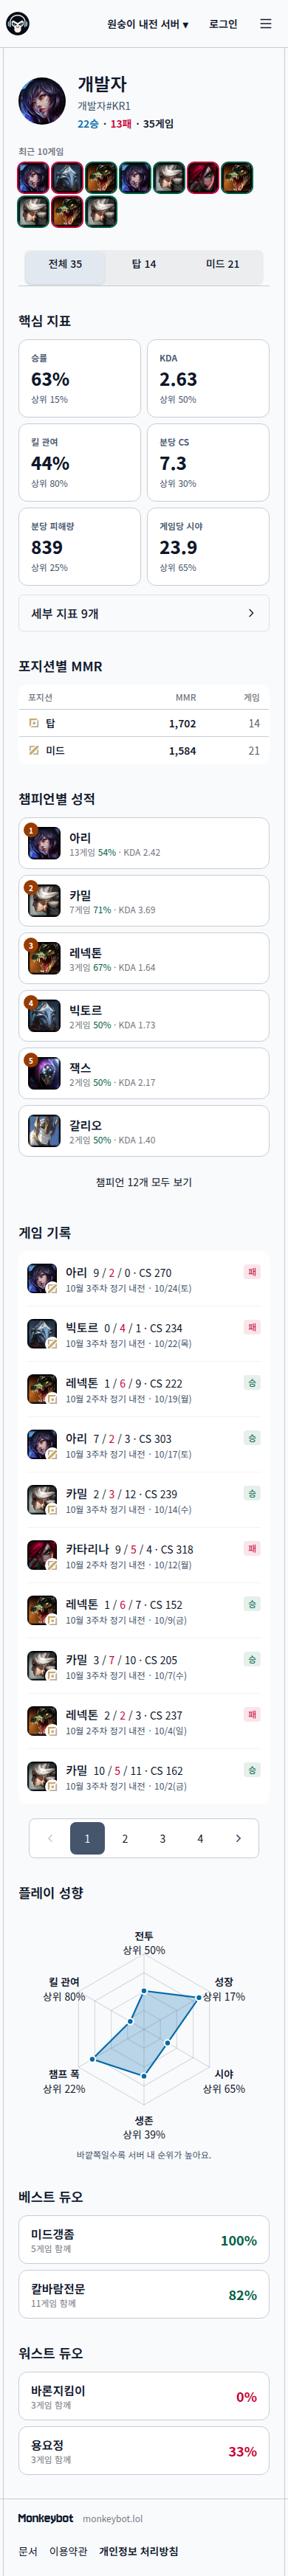 원숭이 내전 서버 ▾ 로그인
개발자
개발자#KR1
22승 · 13패 · 35게임
최근 10게임
전체 35 탑 14 미드 21
핵심 지표
승률 KDA
63% 2.63
상위 15% 상위 50%
킬 관여 분당 CS
44% 7.3
상위 80% 상위 30%
분당 피해량 게임당 시야
839 23.9
상위 25% 상위 65%
세부 지표 9개
포지션별 MMR
포지션 MMR 게임
탑 1,702 14
미드 1,584 21
챔피언별 성적
1
아리
13게임 54% · KDA 2.42
2
카밀
7게임 71% · KDA 3.69
3
레넥톤
3게임 67% · KDA 1.64
4
빅토르
2게임 50% · KDA 1.73
5
잭스
2게임 50% · KDA 2.17
갈리오
2게임 50% · KDA 1.40
챔피언 12개 모두 보기
게임 기록
아리 9 / 2 / 0 · CS 270 패
10월 3주차 정기 내전 · 10/24(토)
빅토르 0 / 4 / 1 · CS 234 패
10월 3주차 정기 내전 · 10/22(목)
레넥톤 1 / 6 / 9 · CS 222 승
10월 2주차 정기 내전 · 10/19(월)
아리 7 / 2 / 3 · CS 303 승
10월 3주차 정기 내전 · 10/17(토)
카밀 2 / 3 / 12 · CS 239 승
10월 3주차 정기 내전 · 10/14(수)
카타리나 9 / 5 / 4 · CS 318 패
10월 2주차 정기 내전 · 10/12(월)
레넥톤 1 / 6 / 7 · CS 152 승
10월 2주차 정기 내전 · 10/9(금)
카밀 3 / 7 / 10 · CS 205 승
10월 3주차 정기 내전 · 10/7(수)
레넥톤 2 / 2 / 3 · CS 237 패
10월 2주차 정기 내전 · 10/4(일)
카밀 10 / 5 / 11 · CS 162 승
10월 3주차 정기 내전 · 10/2(금)
1 2 3 4
플레이 성향
전투
상위 50%
킬 관여 성장
상위 80% 상위 17%
챔프 폭 시야
상위 22% 상위 65%
생존
상위 39%
바깥쪽일수록 서버 내 순위가 높아요.
베스트 듀오
미드갱좀 100%
5게임 함께
칼바람전문 82%
11게임 함께
워스트 듀오
바론지킴이 0%
3게임 함께
용요정 33%
3게임 함께
Monkeybot monkeybot.lol
문서 이용약관 개인정보 처리방침